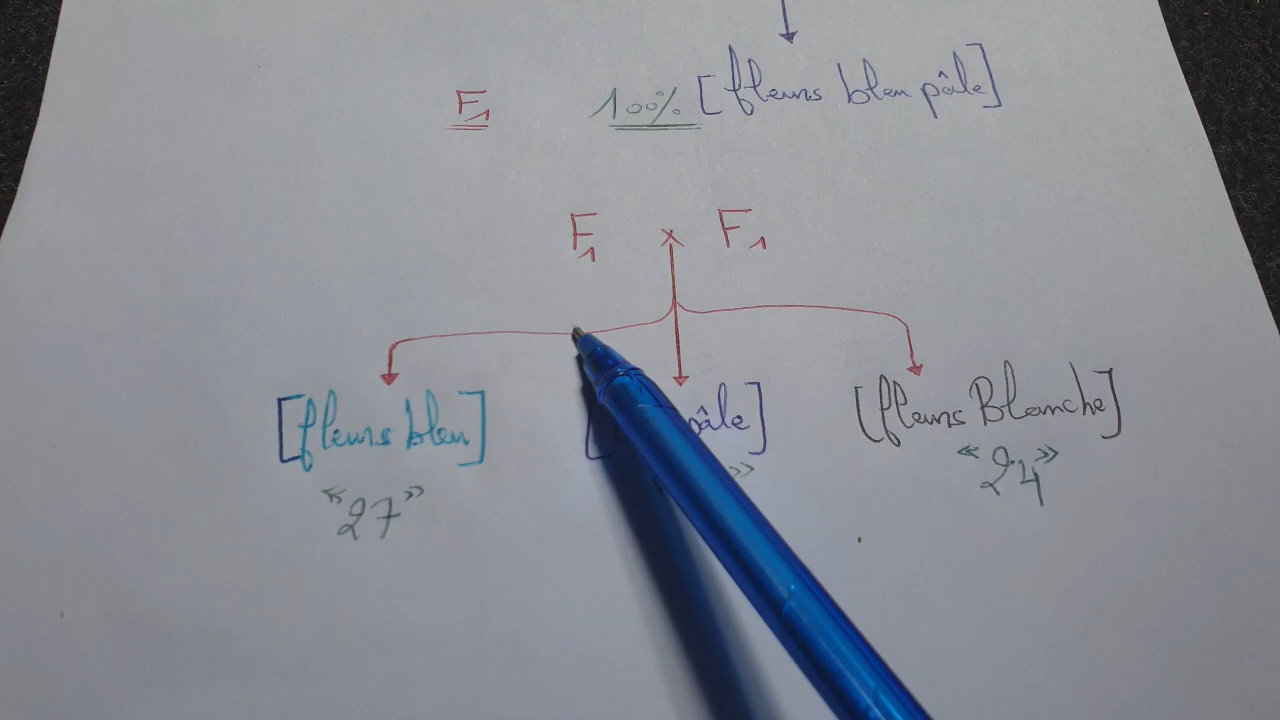 F1 100% [fleurs bleu pâle]
F1 x F1
[fleurs bleu] [ pâle] [fleurs Blanche]
«27» » «24»